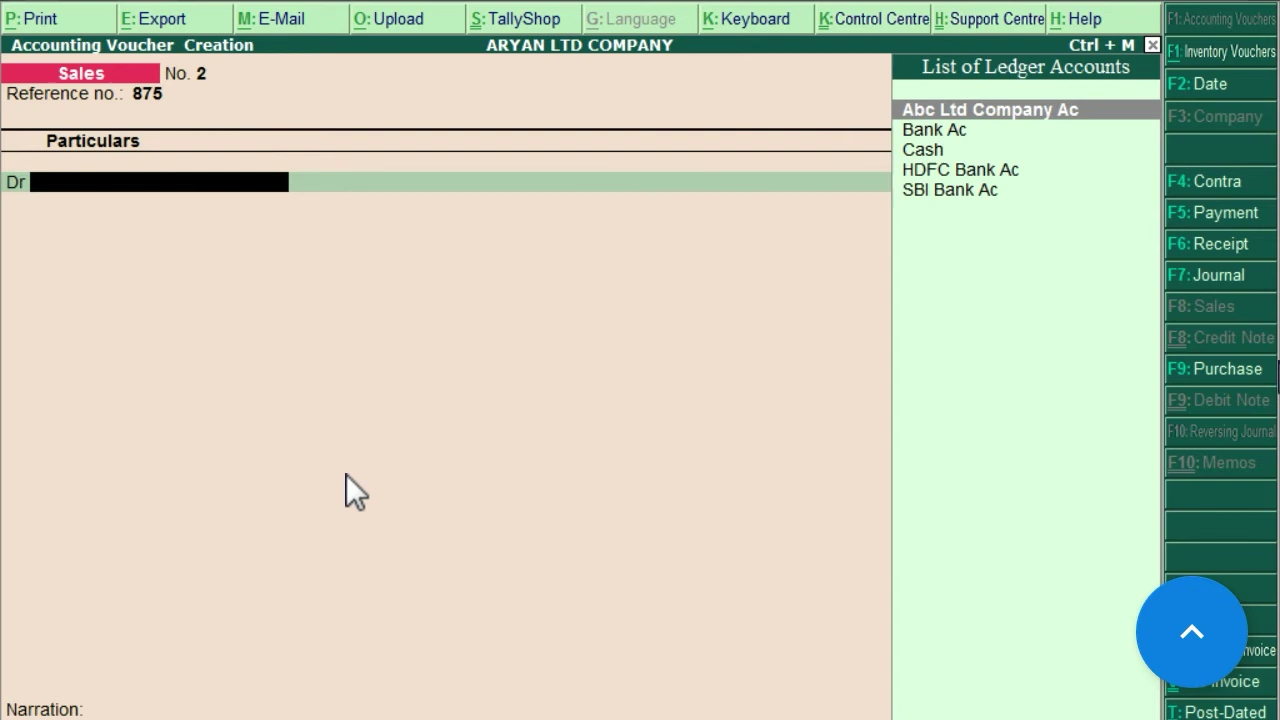 P: Print E: Export M: E-Mail O: Upload S: TallyShop G: Language K: Keyboard K: Control Centre H: Support Centre H: Help
Accounting Voucher Creation ARYAN LTD COMPANY Ctrl + M
Sales No. 2
Reference no.: 875
Particulars
Dr
Narration:
List of Ledger Accounts
Abc Ltd Company Ac
Bank Ac
Cash
HDFC Bank Ac
SBI Bank Ac
F1: Accounting Vouchers
F1: Inventory Vouchers
F2: Date
F3: Company
F4: Contra
F5: Payment
F6: Receipt
F7: Journal
F8: Sales
F8: Credit Note
F9: Purchase
F9: Debit Note
F10: Reversing Journal
F10: Memos
Invoice
T: Post-Dated